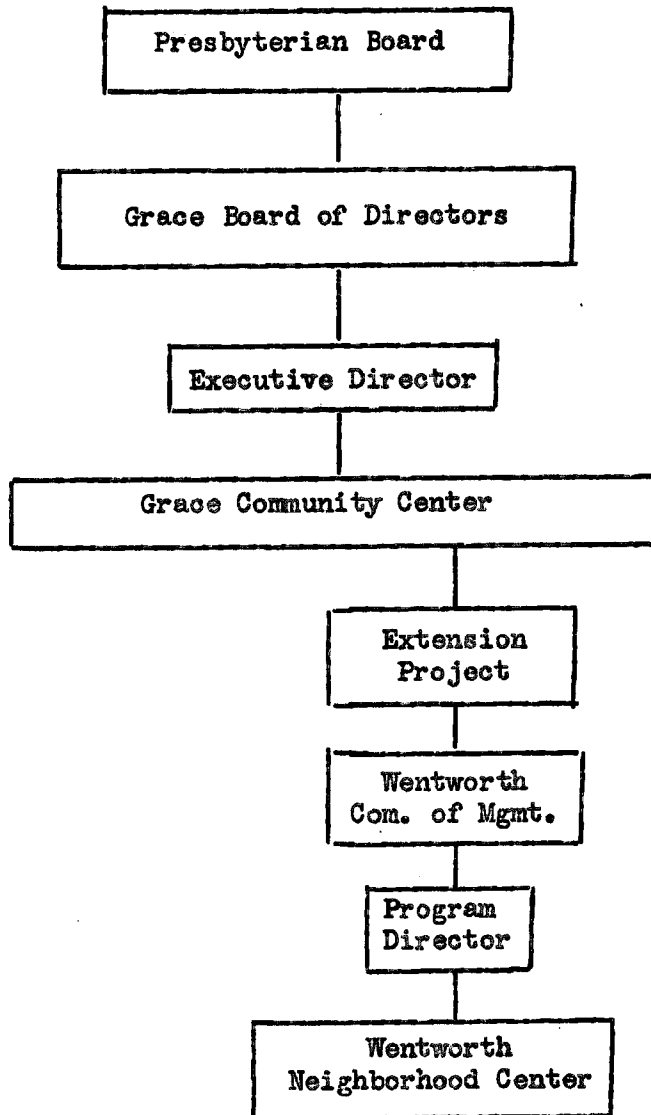 Presbyterian Board
Grace Board of Directors
Executive Director
Grace Community Center
Extension
Project
Wentworth
Com. of Mgmt.
Program
Director
Wentworth
Neighborhood Center